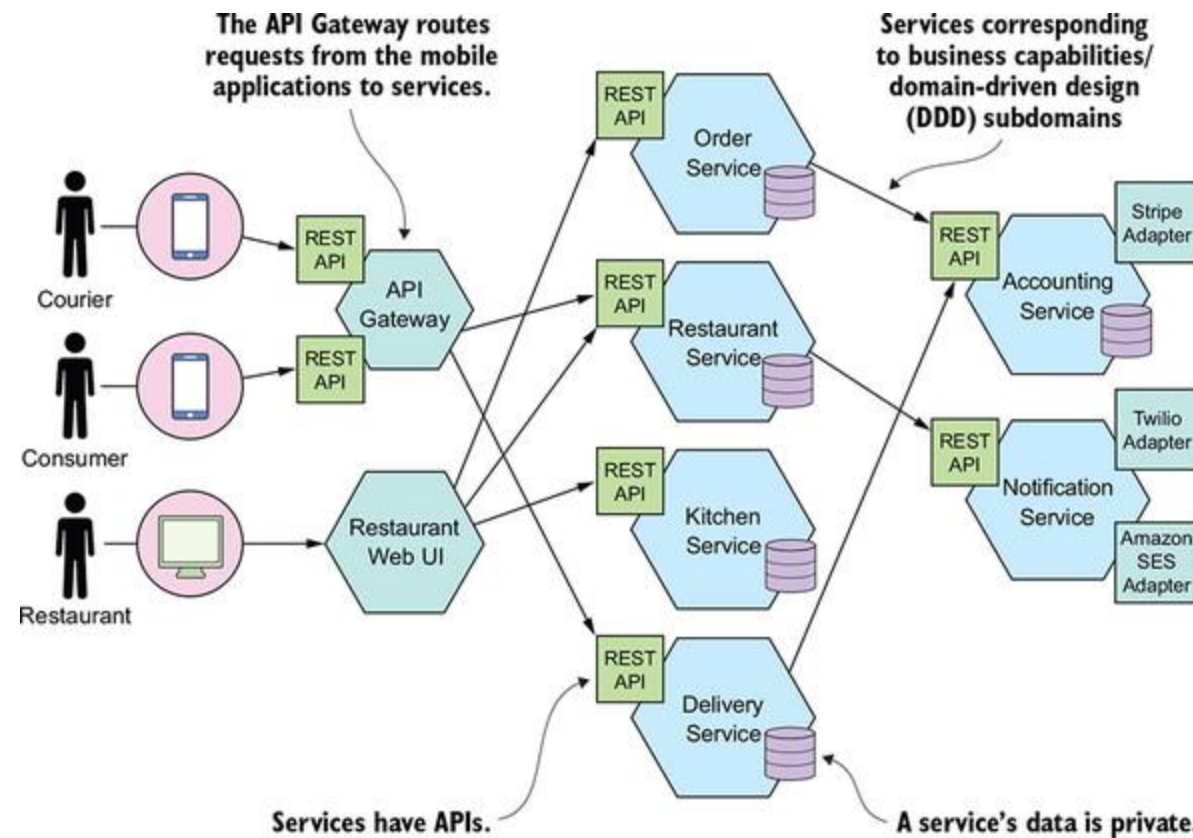 The API Gateway routes
requests from the mobile
applications to services.
Services corresponding
to business capabilities/
domain-driven design
(DDD) subdomains
REST
API
Order
Service
Courier
REST
API
API
Gateway
REST
API
Consumer
REST
API
Restaurant
Service
REST
API
Accounting
Service
Stripe
Adapter
Restaurant
Restaurant
Web UI
REST
API
Kitchen
Service
REST
API
Notification
Service
Twilio
Adapter
Amazon
SES
Adapter
REST
API
Delivery
Service
Services have APIs.
A service's data is private.